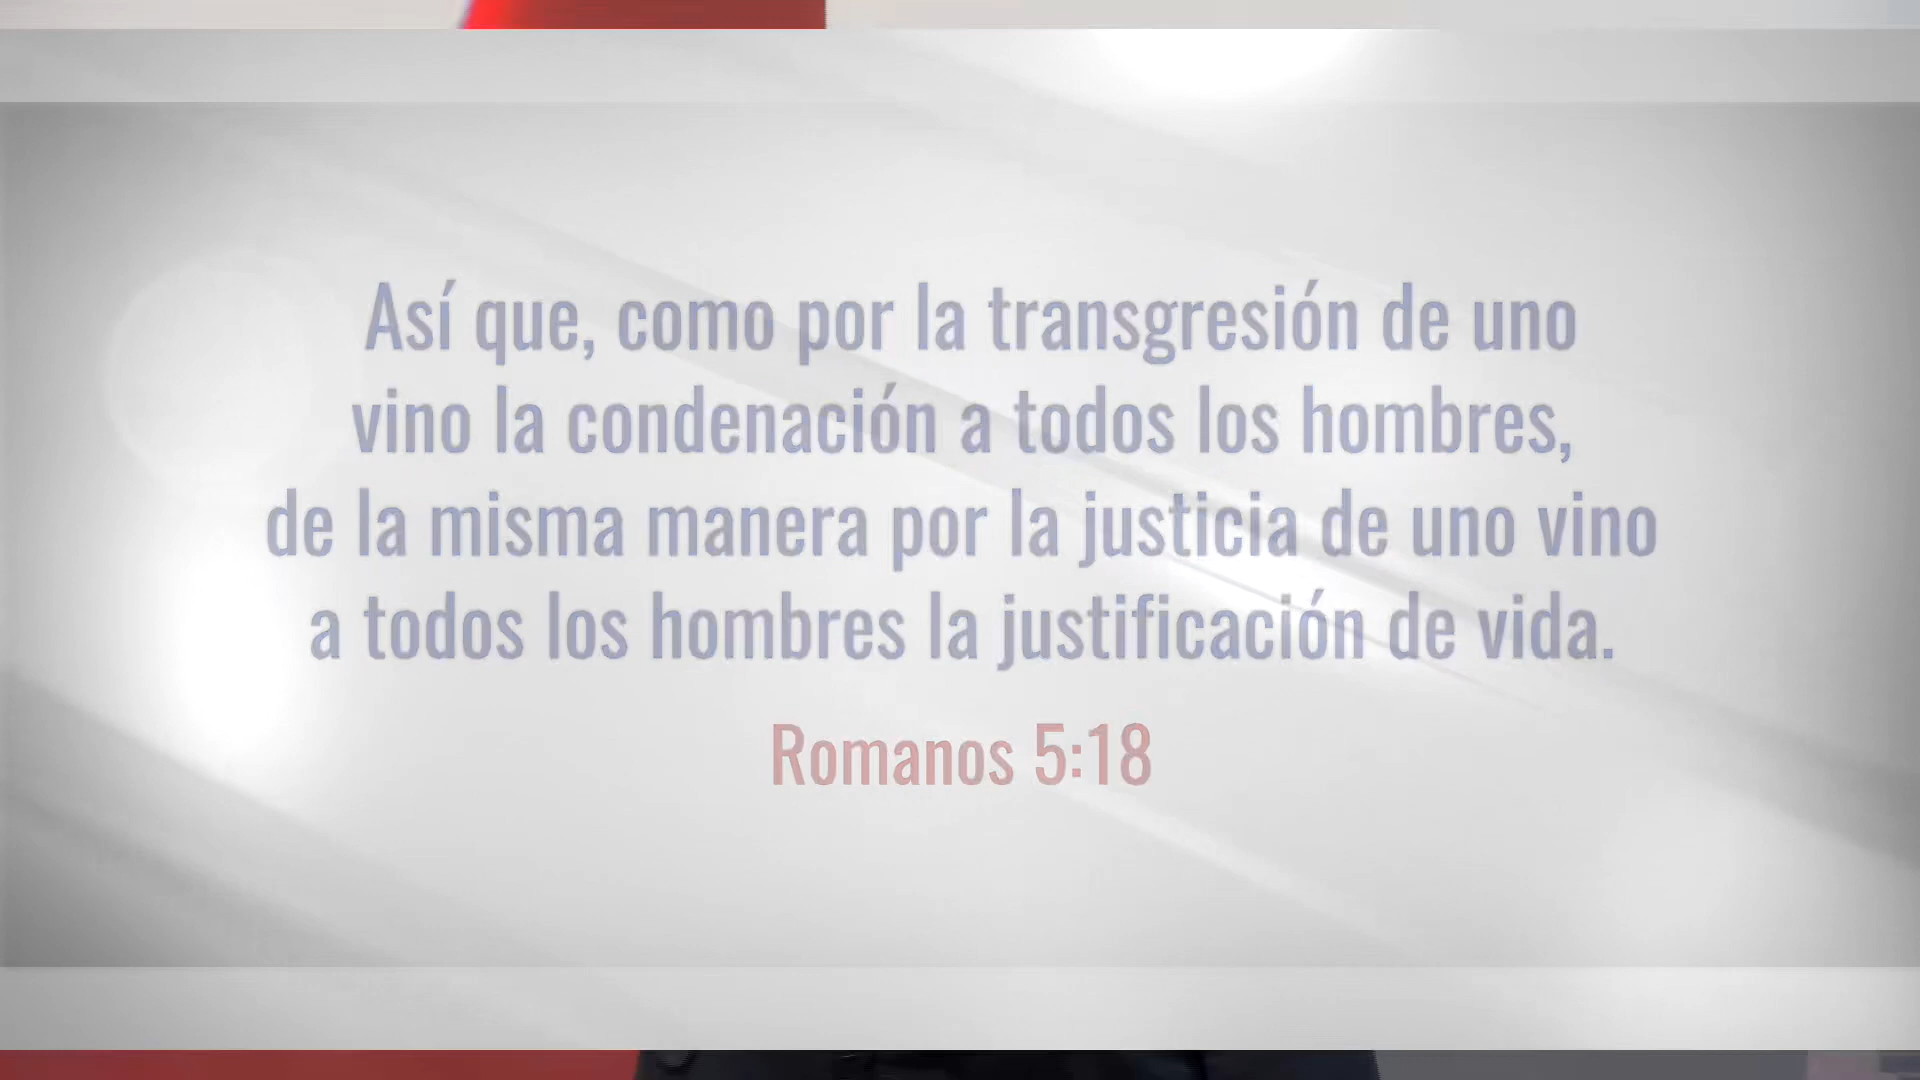 Así que, como por la transgresión de uno
vino la condenación a todos los hombres,
de la misma manera por la justicia de uno vino
a todos los hombres la justificación de vida.
Romanos 5:18